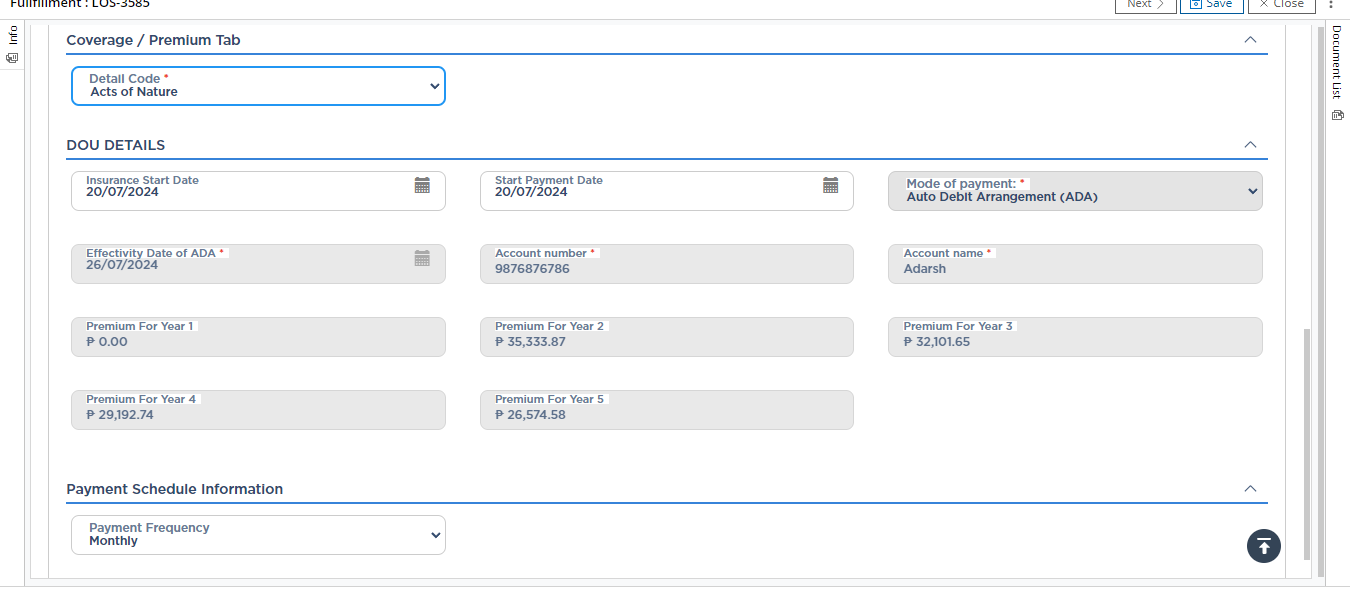 Fullfillment : LOS-3585
Next
Save
Close
Info
Document List
Coverage / Premium Tab
Detail Code *
Acts of Nature
DOU DETAILS
Insurance Start Date
20/07/2024
Start Payment Date
20/07/2024
Mode of payment: *
Auto Debit Arrangement (ADA)
Effectivity Date of ADA *
26/07/2024
Account number *
9876876786
Account name *
Adarsh
Premium For Year 1
₱ 0.00
Premium For Year 2
₱ 35,333.87
Premium For Year 3
₱ 32,101.65
Premium For Year 4
₱ 29,192.74
Premium For Year 5
₱ 26,574.58
Payment Schedule Information
Payment Frequency
Monthly